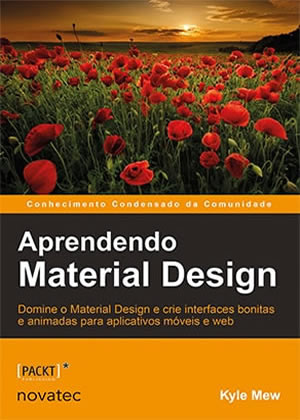 Conhecimento Condensado da Comunidade
Aprendendo
Material Design
Domine o Material Design e crie interfaces bonitas
e animadas para aplicativos móveis e web
[PACKT]*
PUBLISHING
novatec
Kyle Mew